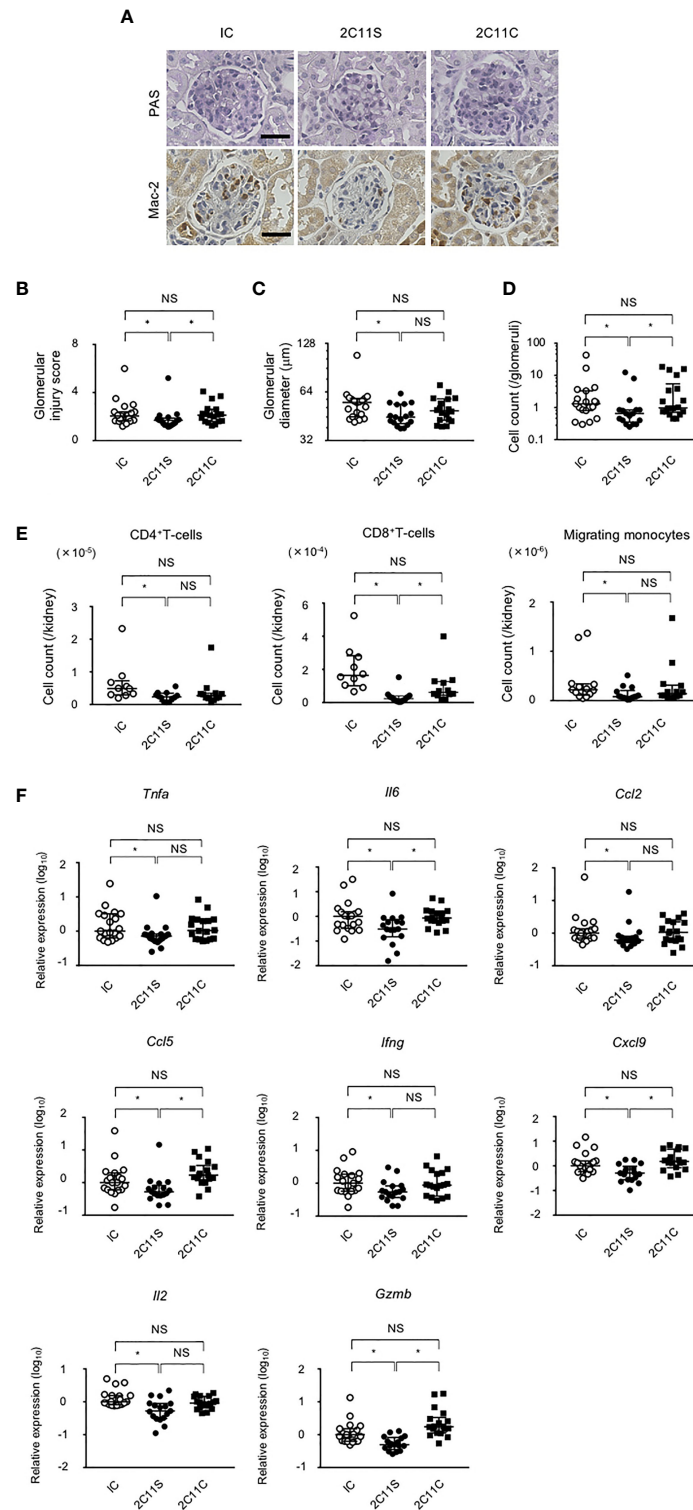 A
IC 2C11S 2C11C
PAS
Mac-2
B C D
NS NS NS
* * * NS * *
Glomerular injury score
8
4
0
Glomerular diameter (μm)
128
64
32
Cell count (/glomeruli)
100
10
1
0.1
IC 2C11S 2C11C IC 2C11S 2C11C IC 2C11S 2C11C
E
CD4⁺T-cells CD8⁺T-cells Migrating monocytes
(×10⁻⁵) (×10⁻⁴) (×10⁻⁶)
NS NS NS
* NS * * * NS
Cell count (/kidney)
3
2
1
0
Cell count (/kidney)
6
4
2
0
Cell count (/kidney)
2
1
0
IC 2C11S 2C11C IC 2C11S 2C11C IC 2C11S 2C11C
F
Tnfa Il6 Ccl2
NS NS NS
* NS * * * NS
Relative expression (log₁₀)
2
1
0
-1
Relative expression (log₁₀)
2
1
0
-1
-2
Relative expression (log₁₀)
2
1
0
-1
IC 2C11S 2C11C IC 2C11S 2C11C IC 2C11S 2C11C
Ccl5 Ifng Cxcl9
NS NS NS
* * * NS * *
Relative expression (log₁₀)
2
1
0
-1
Relative expression (log₁₀)
2
1
0
-1
Relative expression (log₁₀)
2
1
0
-1
-2
IC 2C11S 2C11C IC 2C11S 2C11C IC 2C11S 2C11C
Il2 Gzmb
NS NS
* NS * *
Relative expression (log₁₀)
1
0
-1
-2
Relative expression (log₁₀)
2
1
0
-1
IC 2C11S 2C11C IC 2C11S 2C11C